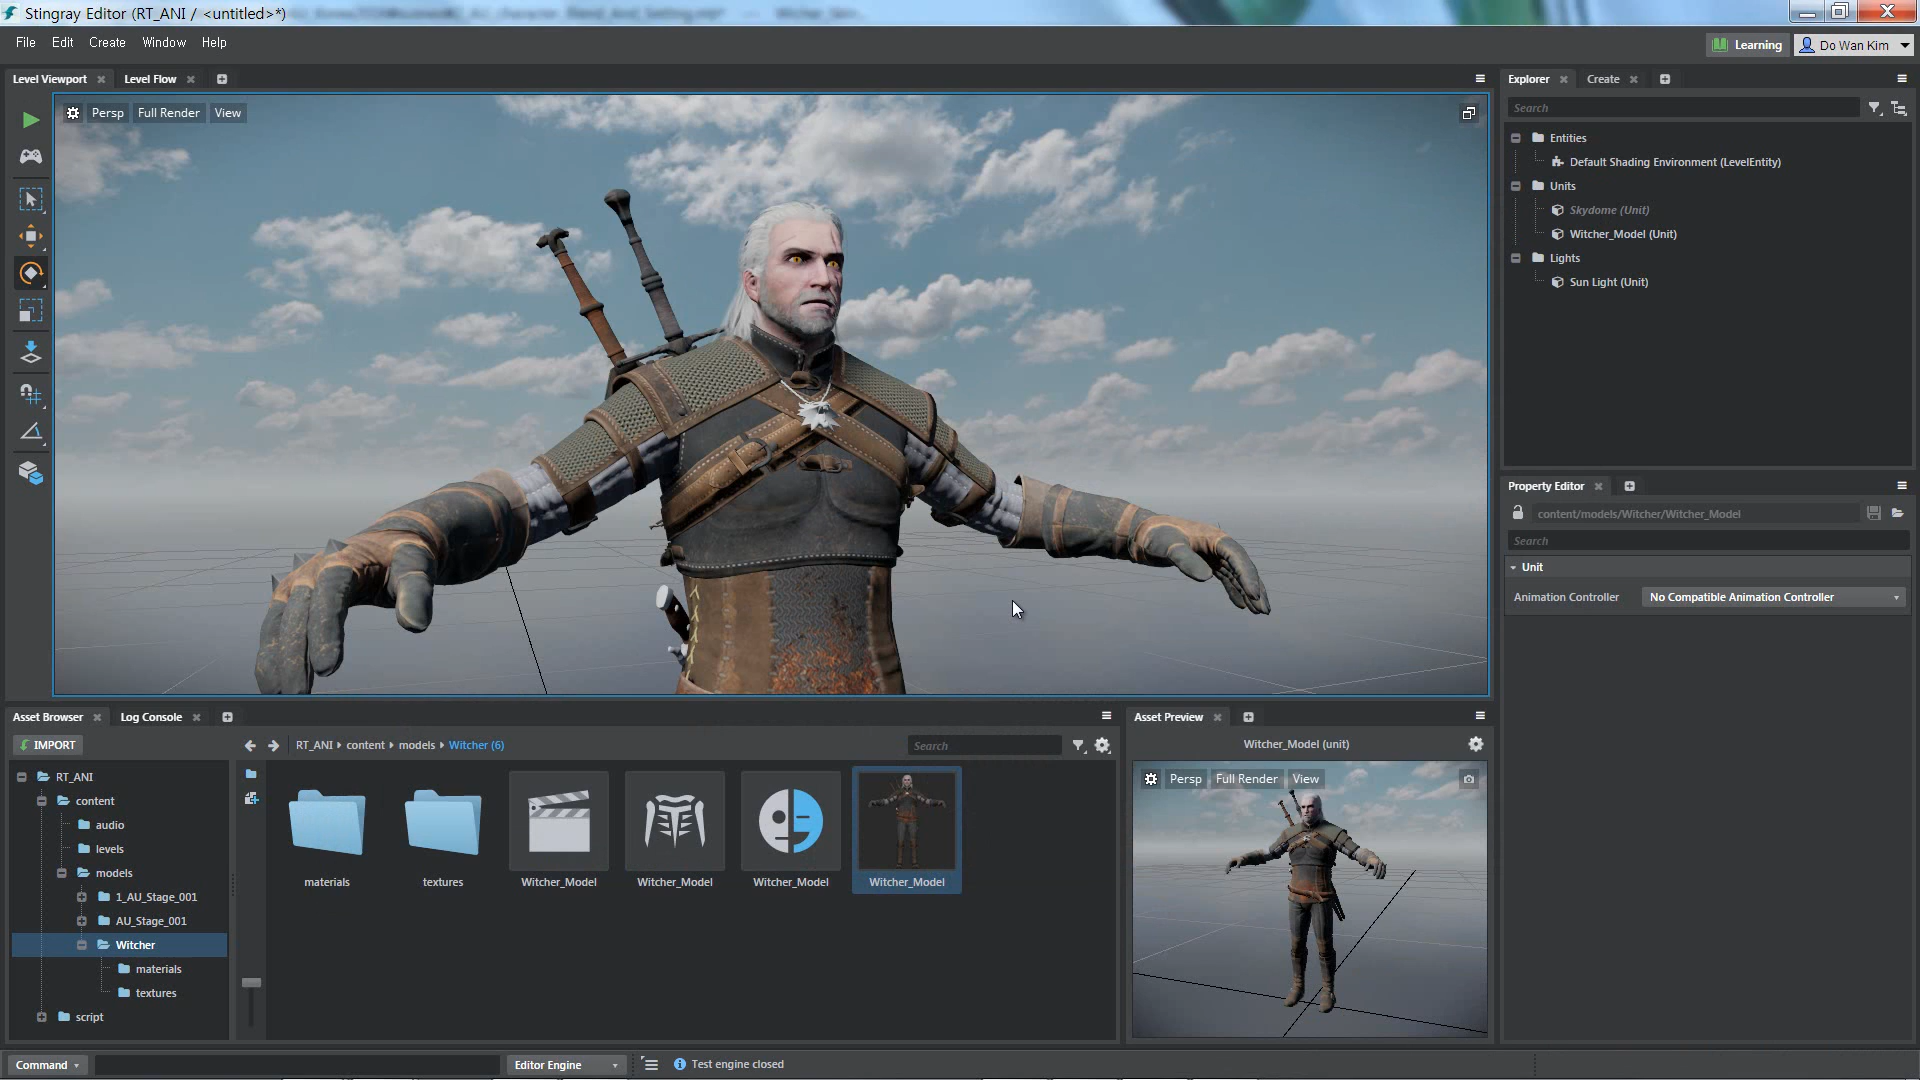 Stingray Editor (RT_ANI / <untitled>*)
File Edit Create Window Help
Learning
Do Wan Kim
Level Viewport
Level Flow
Persp Full Render View
Explorer
Create
Search
Entities
Default Shading Environment (LevelEntity)
Units
Skydome (Unit)
Witcher_Model (Unit)
Lights
Sun Light (Unit)
Property Editor
content/models/Witcher/Witcher_Model
Search
Unit
Animation Controller No Compatible Animation Controller
Asset Browser
Log Console
IMPORT
RT_ANI content models Witcher (6)
Search
RT_ANI
content
audio
levels
models
1_AU_Stage_001
AU_Stage_001
Witcher
materials
textures
script
materials
textures
Witcher_Model
Witcher_Model
Witcher_Model
Witcher_Model
Asset Preview
Witcher_Model (unit)
Persp Full Render View
Command
Editor Engine
Test engine closed